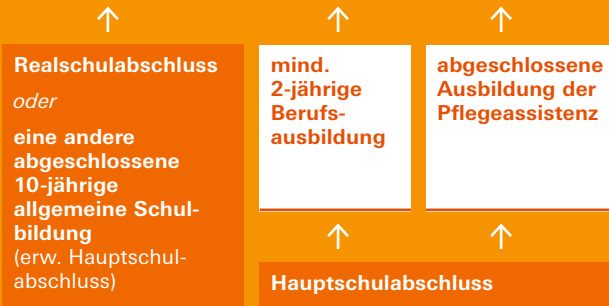 Realschulabschluss
oder
eine andere
abgeschlossene
10-jährige
allgemeine Schul-
bildung
(erw. Hauptschul-
abschluss)
mind.
2-jährige
Berufs-
ausbildung
abgeschlossene
Ausbildung der
Pflegeassistenz
Hauptschulabschluss